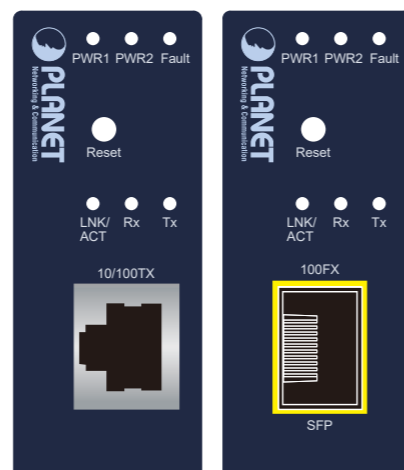 PWR1 PWR2 Fault
PLANET
Networking & Communication
Reset
LNK/ Rx Tx
ACT
10/100TX
PWR1 PWR2 Fault
PLANET
Networking & Communication
Reset
LNK/ Rx Tx
ACT
100FX
SFP